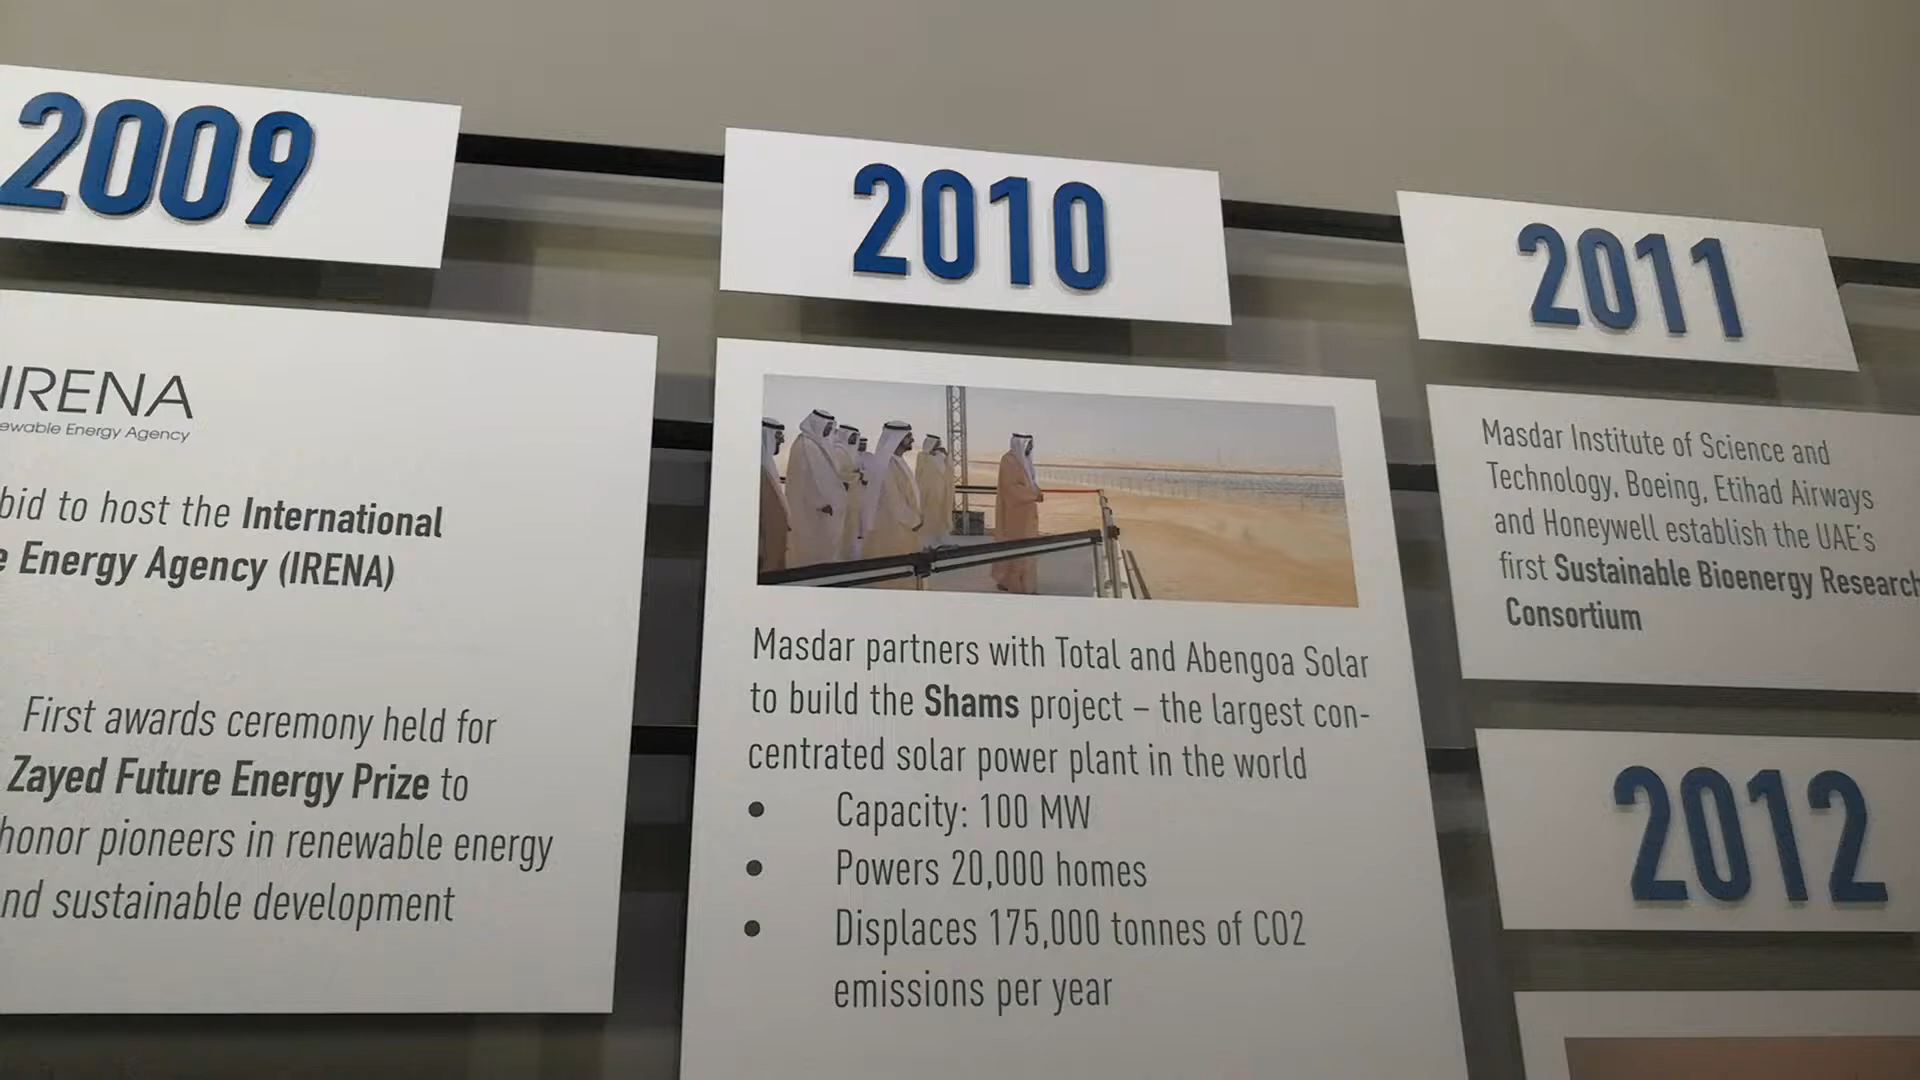 2009
IRENA
ewable Energy Agency
bid to host the International
e Energy Agency (IRENA)
First awards ceremony held for
Zayed Future Energy Prize to
honor pioneers in renewable energy
nd sustainable development
2010
Masdar partners with Total and Abengoa Solar
to build the Shams project – the largest con-
centrated solar power plant in the world
• Capacity: 100 MW
• Powers 20,000 homes
• Displaces 175,000 tonnes of CO2
emissions per year
2011
Masdar Institute of Science and
Technology, Boeing, Etihad Airways
and Honeywell establish the UAE's
first Sustainable Bioenergy Research
Consortium
2012